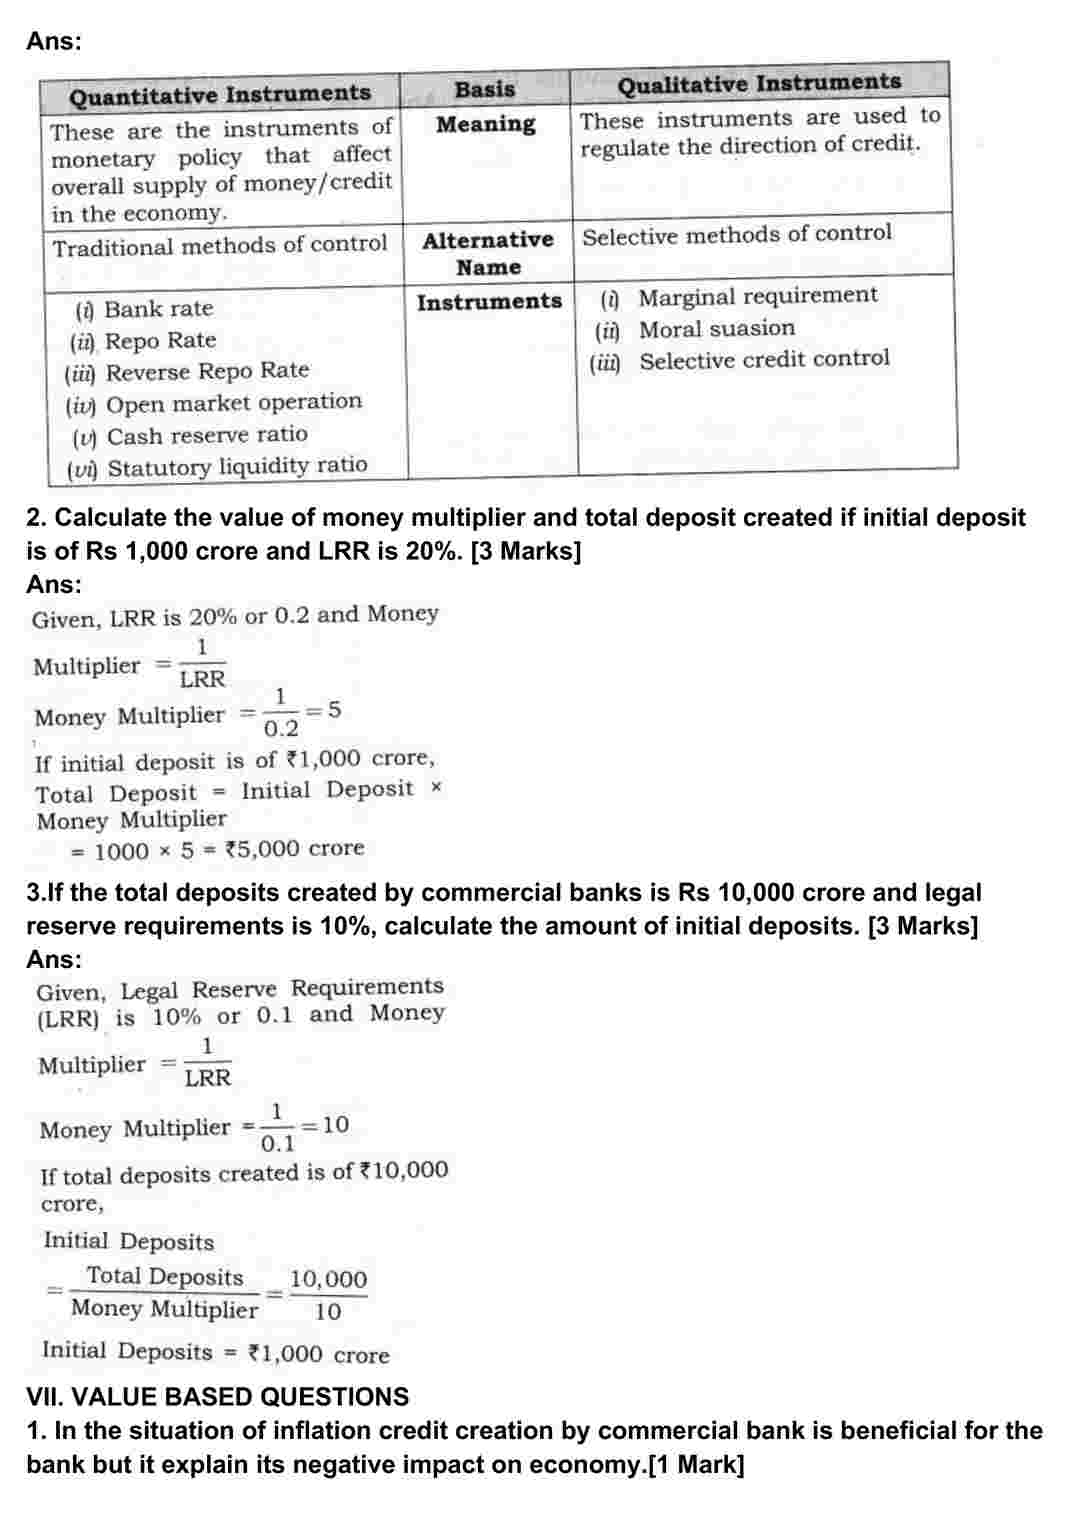 Ans:
Quantitative Instruments Basis Qualitative Instruments
These are the instruments of Meaning These instruments are used to
monetary policy that affect regulate the direction of credit.
overall supply of money/credit
in the economy.
Traditional methods of control Alternative Selective methods of control
Name
(i) Bank rate Instruments (i) Marginal requirement
(ii) Repo Rate (ii) Moral suasion
(iii) Reverse Repo Rate (iii) Selective credit control
(iv) Open market operation
(v) Cash reserve ratio
(vi) Statutory liquidity ratio
2. Calculate the value of money multiplier and total deposit created if initial deposit
is of Rs 1,000 crore and LRR is 20%. [3 Marks]
Ans:
Given, LRR is 20% or 0.2 and Money
Multiplier = 1/LRR
Money Multiplier = 1/0.2 = 5
If initial deposit is of ₹1,000 crore,
Total Deposit = Initial Deposit ×
Money Multiplier
= 1000 × 5 = ₹5,000 crore
3.If the total deposits created by commercial banks is Rs 10,000 crore and legal
reserve requirements is 10%, calculate the amount of initial deposits. [3 Marks]
Ans:
Given, Legal Reserve Requirements
(LRR) is 10% or 0.1 and Money
Multiplier = 1/LRR
Money Multiplier = 1/0.1 = 10
If total deposits created is of ₹10,000
crore,
Initial Deposits
= Total Deposits/Money Multiplier = 10,000/10
Initial Deposits = ₹1,000 crore
VII. VALUE BASED QUESTIONS
1. In the situation of inflation credit creation by commercial bank is beneficial for the
bank but it explain its negative impact on economy.[1 Mark]